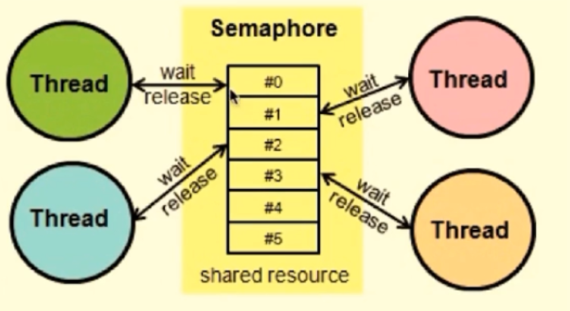 Semaphore
Thread
wait
release
#0
#1
#2
#3
#4
#5
wait
release
Thread
Thread
wait
release
wait
release
Thread
shared resource